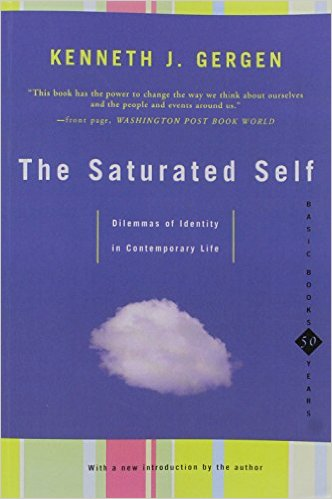 KENNETH J. GERGEN
"This book has the power to change the way we think about ourselves
and the people and events around us."
—front page, WASHINGTON POST BOOK WORLD
The Saturated Self
Dilemmas of Identity
in Contemporary Life
BASIC BOOKS 50 YEARS
With a new introduction by the author